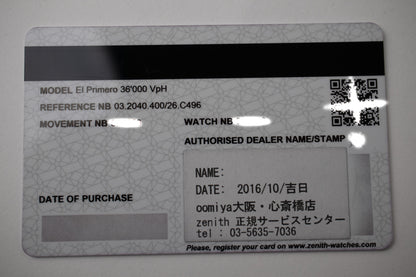 MODEL El Primero 36'000 VpH
REFERENCE NB 03.2040.400/26.C496
MOVEMENT NB
WATCH NB
AUTHORISED DEALER NAME/STAMP
NAME:
DATE: 2016/10/吉日
oomiya大阪・心斎橋店
zenith 正規サービスセンター
tel : 03-5635-7036
DATE OF PURCHASE
Please, register your card on www.zenith-watches.com